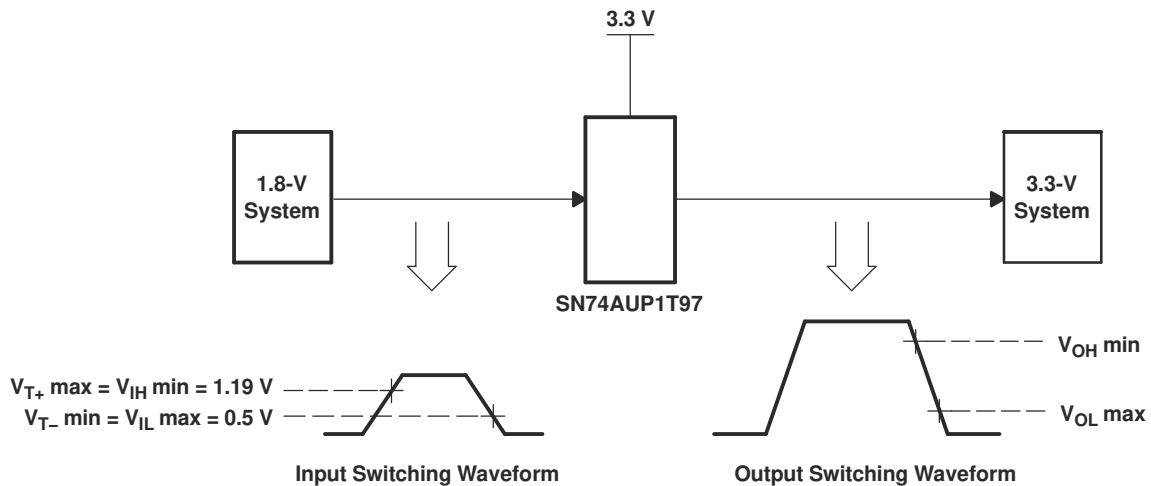 3.3 V
1.8-V
System
3.3-V
System
SN74AUP1T97
VT+ max = VIH min = 1.19 V
VT− min = VIL max = 0.5 V
VOH min
VOL max
Input Switching Waveform
Output Switching Waveform